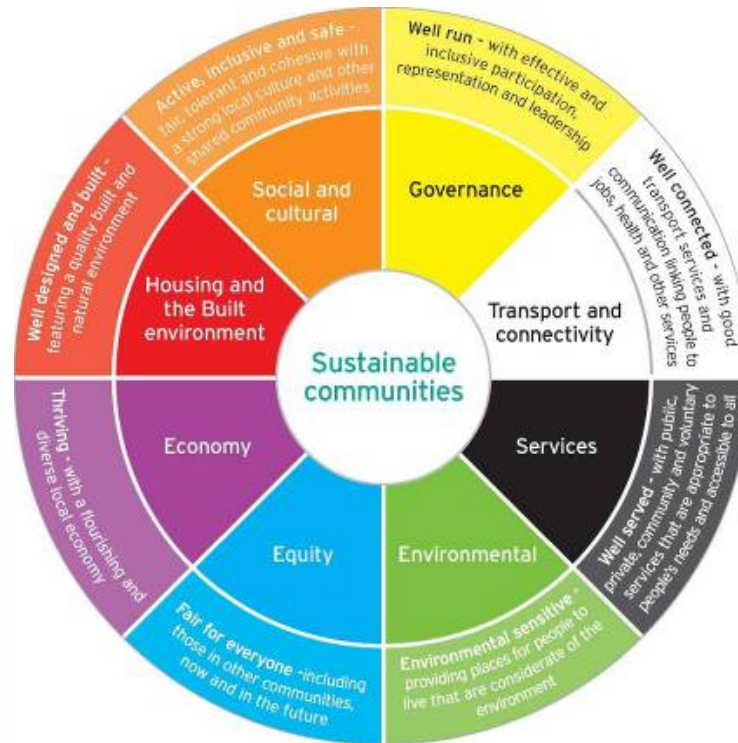 Sustainable
communities
Governance
Well run - with effective and
inclusive participation,
representation and leadership
Transport and
connectivity
Well connected - with good
transport services and
communication linking people to
jobs, health and other services
Services
Well served - with public,
private, community and voluntary
services that are appropriate to
people's needs and accessible to all
Environmental
Environmental sensitive -
providing places for people to
live that are considerate of the
environment
Equity
Fair for everyone -including
those in other communities,
now and in the future
Economy
Thriving - with a flourishing and
diverse local economy
Housing and
the Built
environment
Well designed and built -
featuring a quality built and
natural environment
Social and
cultural
Active, inclusive and safe -
fair, tolerant and cohesive with
a strong local culture and other
shared community activities